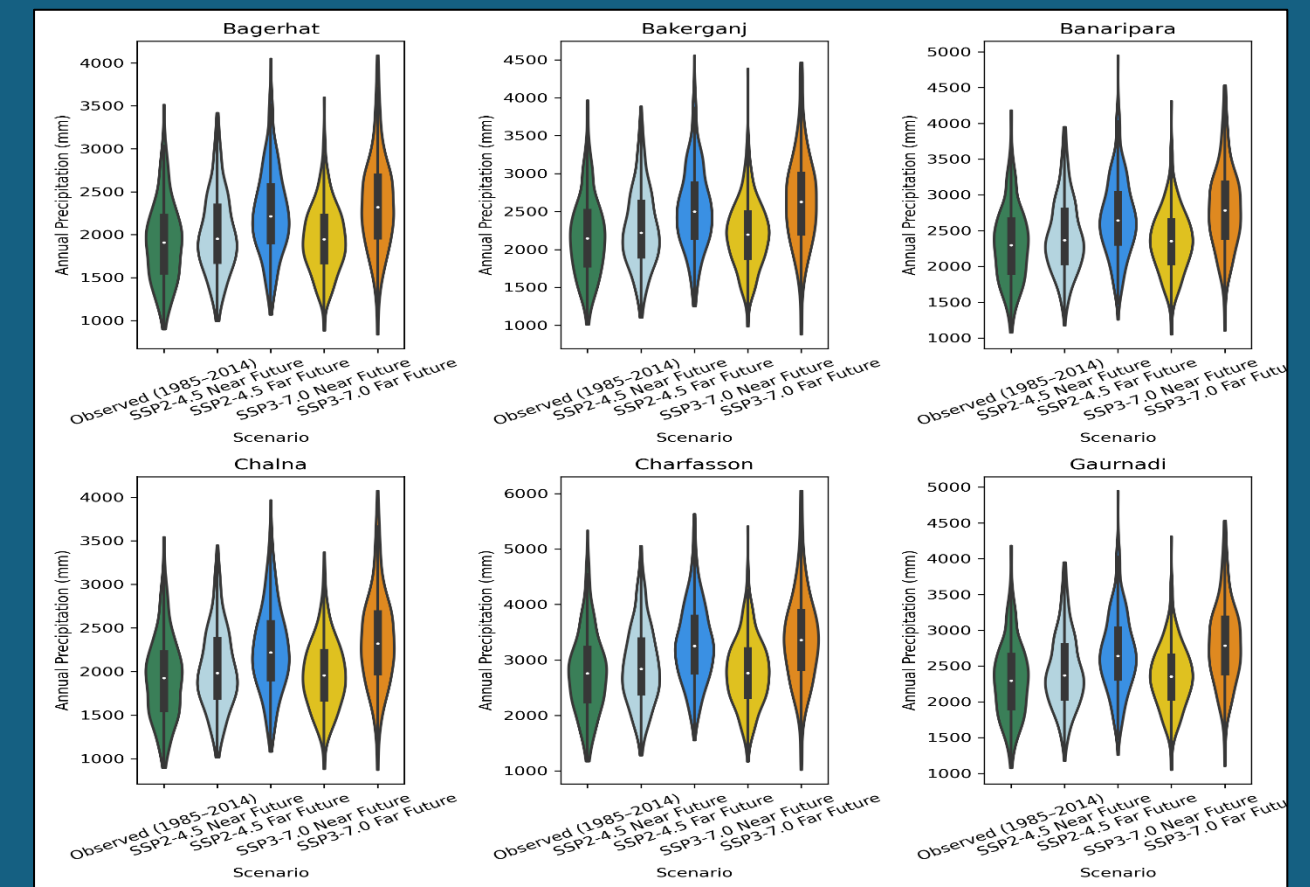 Bagerhat
Annual Precipitation (mm)
4000
3500
3000
2500
2000
1500
1000
Observed (1985–2014)
SSP2-4.5 Near Future
SSP2-4.5 Far Future
SSP3-7.0 Near Future
SSP3-7.0 Far Future
Scenario
Bakerganj
Annual Precipitation (mm)
4500
4000
3500
3000
2500
2000
1500
1000
Observed (1985–2014)
SSP2-4.5 Near Future
SSP2-4.5 Far Future
SSP3-7.0 Near Future
SSP3-7.0 Far Future
Scenario
Banaripara
Annual Precipitation (mm)
5000
4500
4000
3500
3000
2500
2000
1500
1000
Observed (1985–2014)
SSP2-4.5 Near Future
SSP2-4.5 Far Future
SSP3-7.0 Near Future
SSP3-7.0 Far Futu
Scenario
Chalna
Annual Precipitation (mm)
4000
3500
3000
2500
2000
1500
1000
Observed (1985–2014)
SSP2-4.5 Near Future
SSP2-4.5 Far Future
SSP3-7.0 Near Future
SSP3-7.0 Far Future
Scenario
Charfasson
Annual Precipitation (mm)
6000
5000
4000
3000
2000
1000
Observed (1985–2014)
SSP2-4.5 Near Future
SSP2-4.5 Far Future
SSP3-7.0 Near Future
SSP3-7.0 Far Future
Scenario
Gaurnadi
Annual Precipitation (mm)
5000
4500
4000
3500
3000
2500
2000
1500
1000
Observed (1985–2014)
SSP2-4.5 Near Future
SSP2-4.5 Far Future
SSP3-7.0 Near Future
SSP3-7.0 Far Futu
Scenario